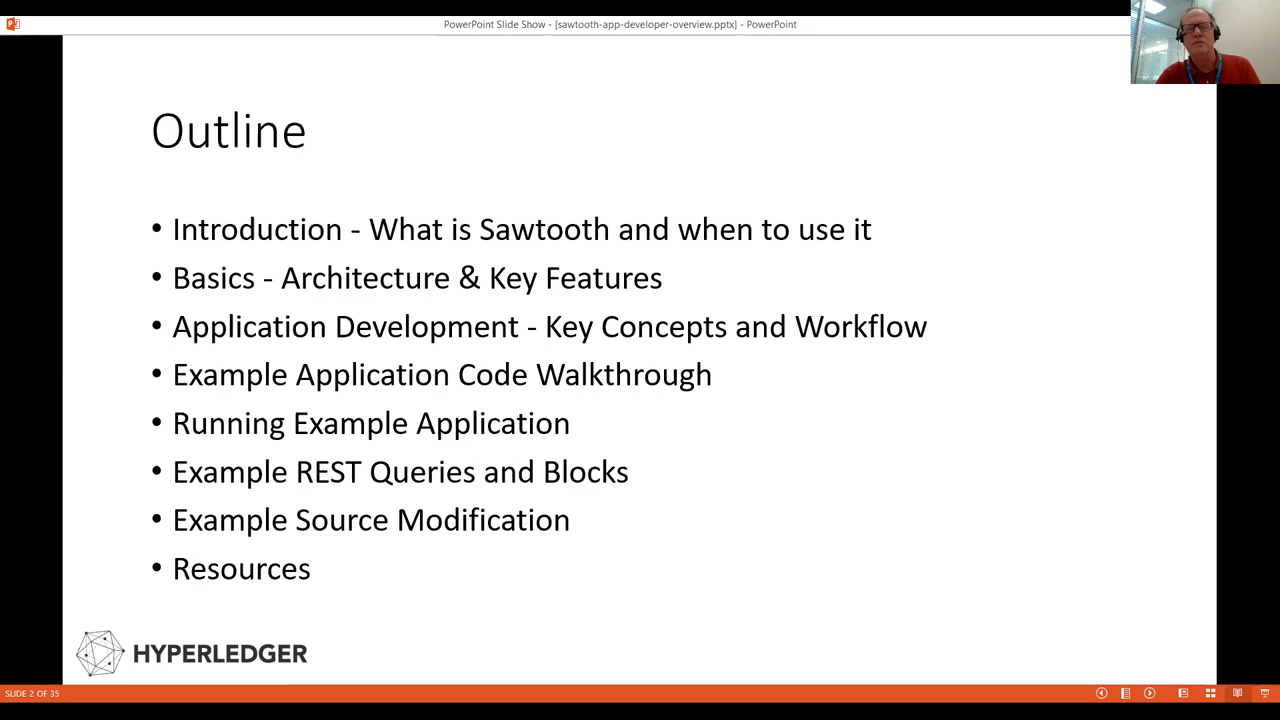 PowerPoint Slide Show - [sawtooth-app-developer-overview.pptx] - PowerPoint
Outline
• Introduction - What is Sawtooth and when to use it
• Basics - Architecture & Key Features
• Application Development - Key Concepts and Workflow
• Example Application Code Walkthrough
• Running Example Application
• Example REST Queries and Blocks
• Example Source Modification
• Resources
HYPERLEDGER
SLIDE 2 OF 35